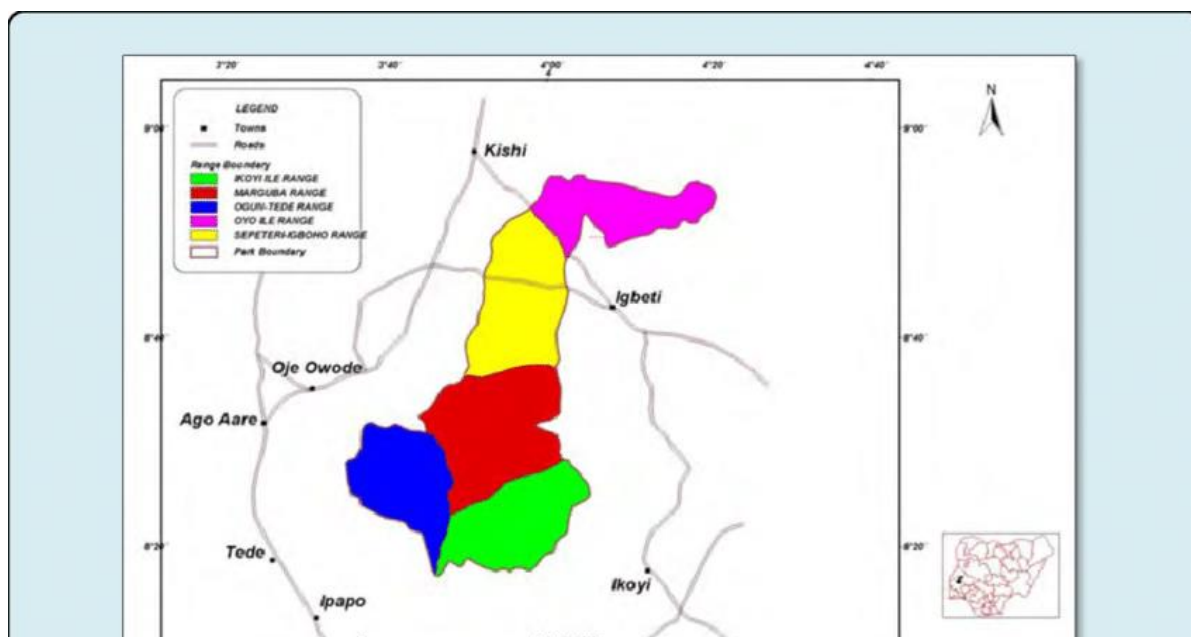 3°20'
3°40'
4°00'
4
4°20'
4°40'
N
LEGEND
Towns
Roads
Range Boundary
IKOYI ILE RANGE
MARGUBA RANGE
OGUN-TEDE RANGE
OYO ILE RANGE
SEPETERI-IGBOHO RANGE
Park Boundary
9°00'
9°00'
Kishi
Igbeti
8°40'
8°40'
Oje Owode
Ago Aare
8°20'
8°20'
Tede
Ikoyi
Ipapo